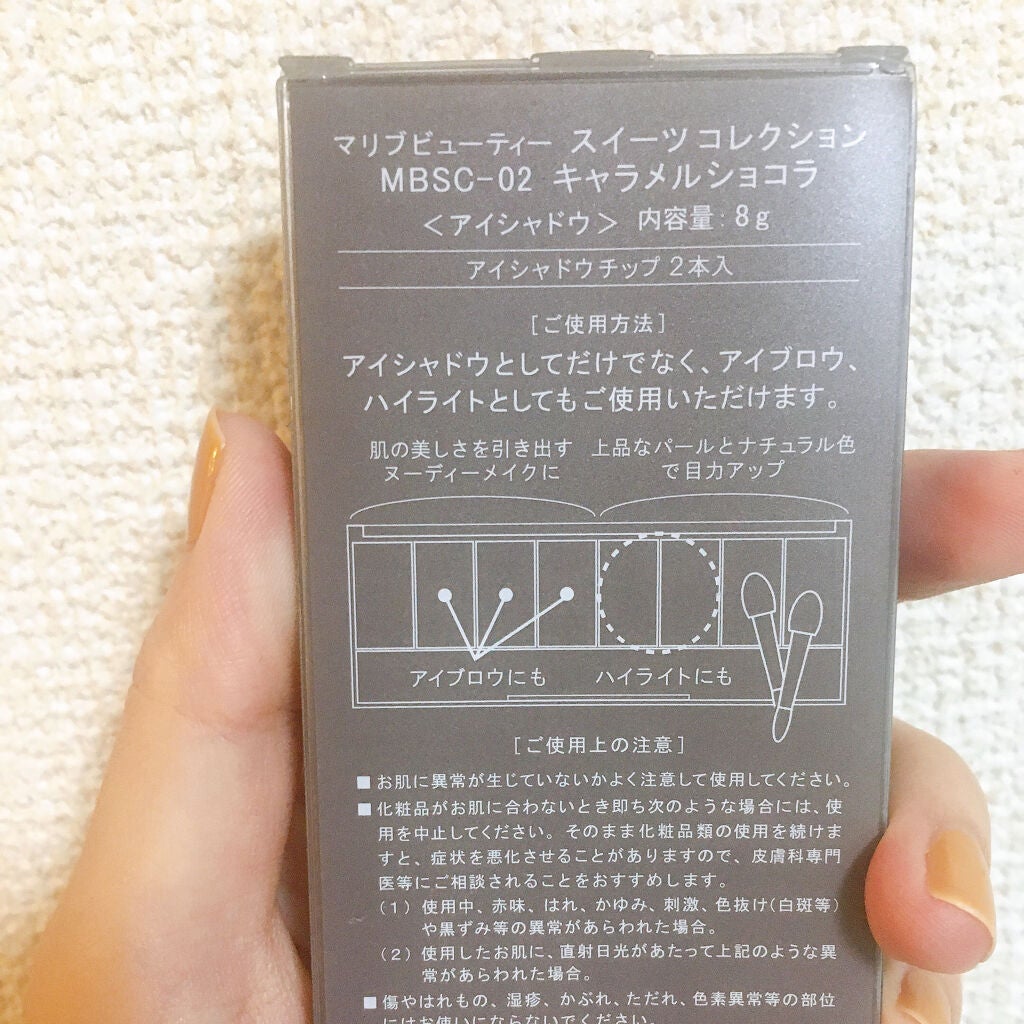 マリブビューティー スイーツ コレクション
MBSC-02 キャラメルショコラ
＜アイシャドウ＞ 内容量：8g
アイシャドウチップ 2本入
[ご使用方法]
アイシャドウとしてだけでなく、アイブロウ、
ハイライトとしてもご使用いただけます。
肌の美しさを引き出す
ヌーディーメイクに
上品なパールとナチュラル色
で目力アップ
アイブロウにも
ハイライトにも
[ご使用上の注意]
■お肌に異常が生じていないかよく注意して使用してください。
■化粧品がお肌に合わないとき即ち次のような場合には、使
用を中止してください。そのまま化粧品類の使用を続けま
すと、症状を悪化させることがありますので、皮膚科専門
医等にご相談されることをおすすめします。
（1）使用中、赤味、はれ、かゆみ、刺激、色抜け(白斑等)
や黒ずみ等の異常があらわれた場合。
（2）使用したお肌に、直射日光があたって上記のような異
常があらわれた場合。
■傷やはれもの、湿疹、かぶれ、ただれ、色素異常等の部位
にはお使いにならないでください。